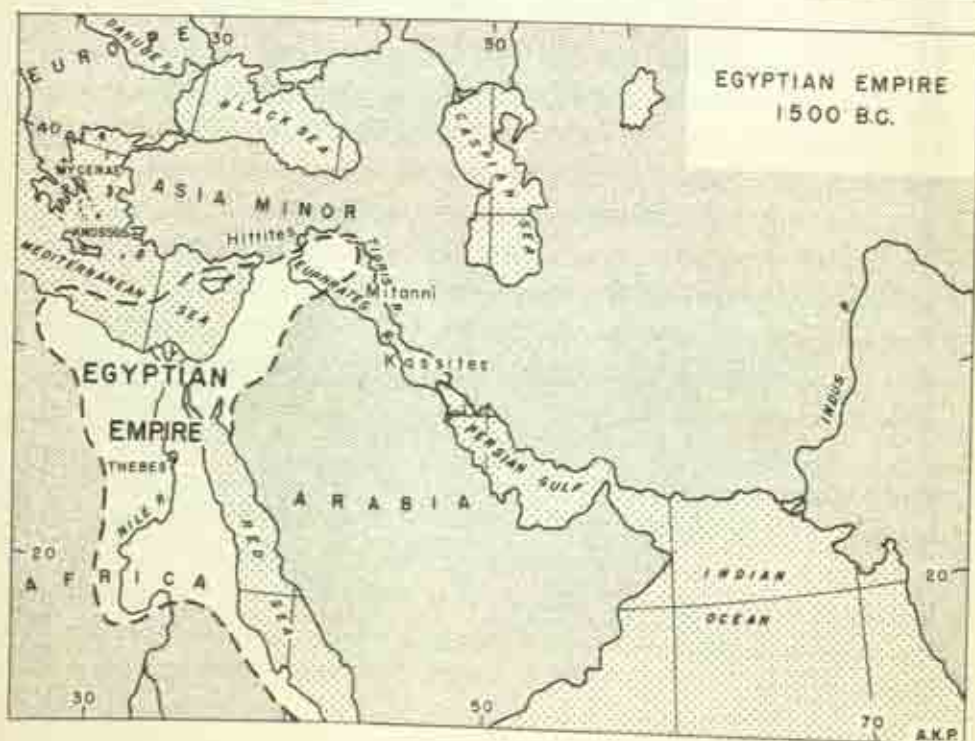 EGYPTIAN EMPIRE
1500 B.C.
EUROPE
DANUBE R
30
50
BLACK SEA
CASPIAN SEA
40
MYCENAE
ASIA MINOR
KNOSSOS
Hittites
TIGRIS R
MEDITERRANEAN SEA
EUPHRATES R
Mitanni
Kassites
EGYPTIAN
EMPIRE
INDUS R
PERSIAN GULF
THEBES
ARABIA
NILE R
RED SEA
20
AFRICA
INDIAN
OCEAN
20
30
50
70
A.K.P.